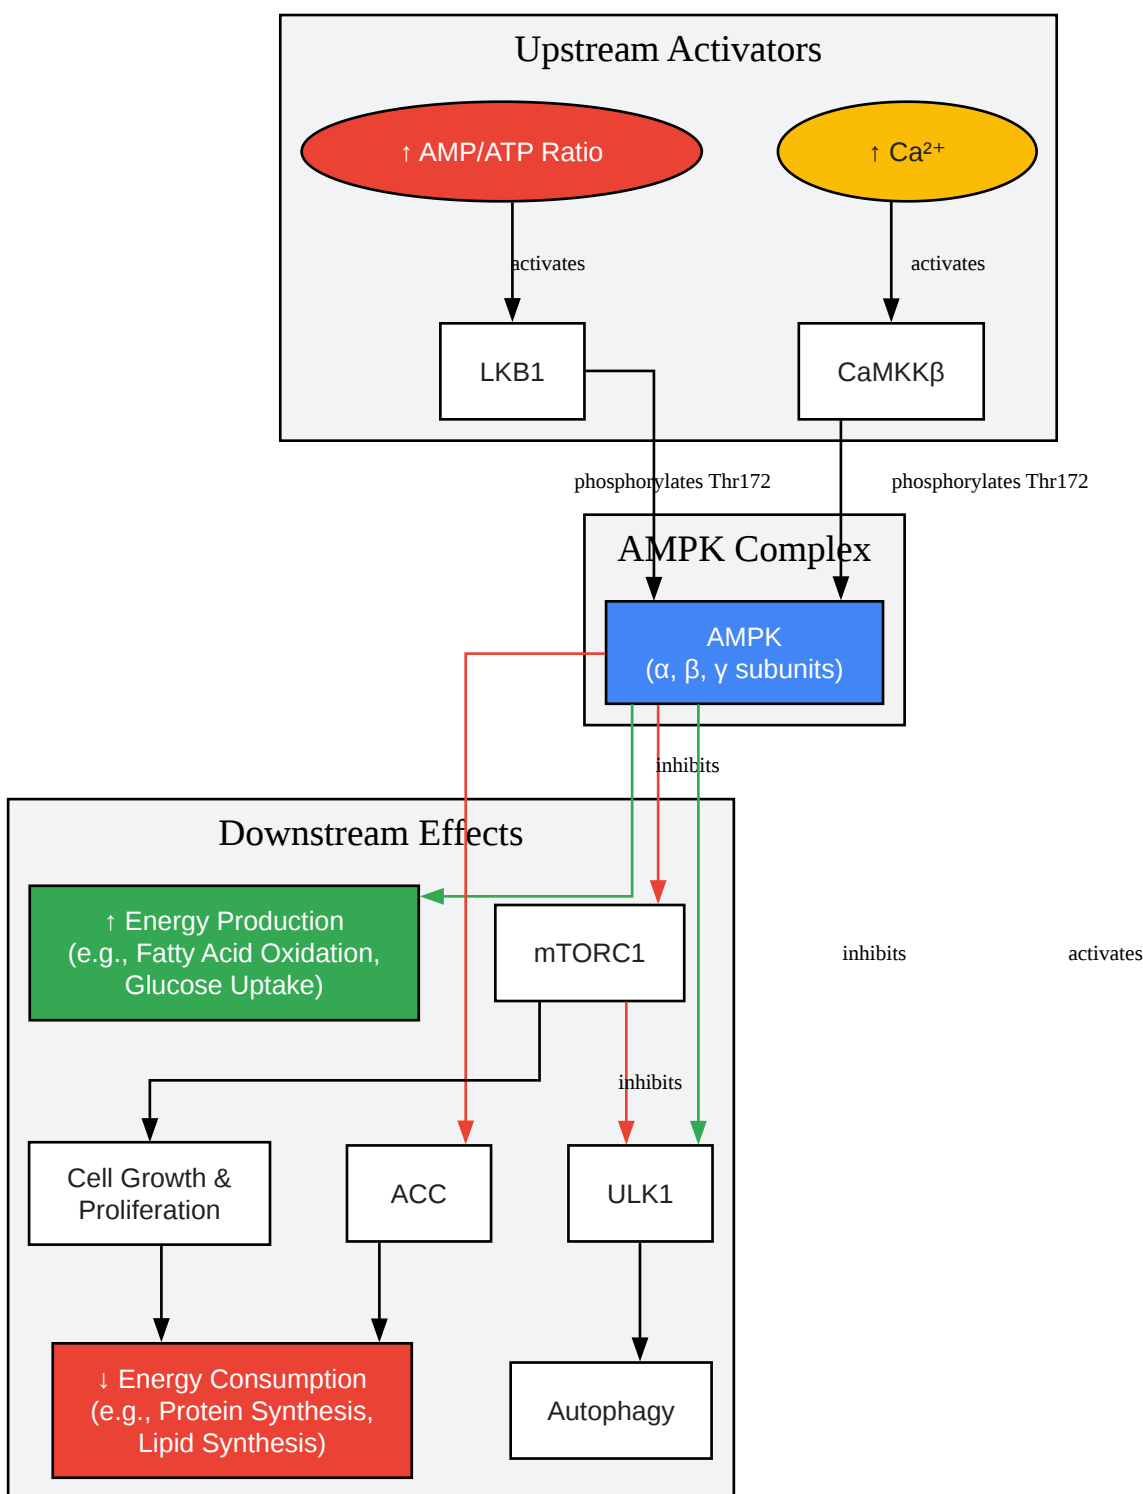 Upstream Activators
↑ AMP/ATP Ratio
↑ Ca²⁺
activates
activates
LKB1
CaMKKβ
phosphorylates Thr172
phosphorylates Thr172
AMPK Complex
AMPK
(α, β, γ subunits)
inhibits
Downstream Effects
↑ Energy Production
(e.g., Fatty Acid Oxidation,
Glucose Uptake)
mTORC1
inhibits
activates
inhibits
Cell Growth &
Proliferation
ACC
ULK1
↓ Energy Consumption
(e.g., Protein Synthesis,
Lipid Synthesis)
Autophagy